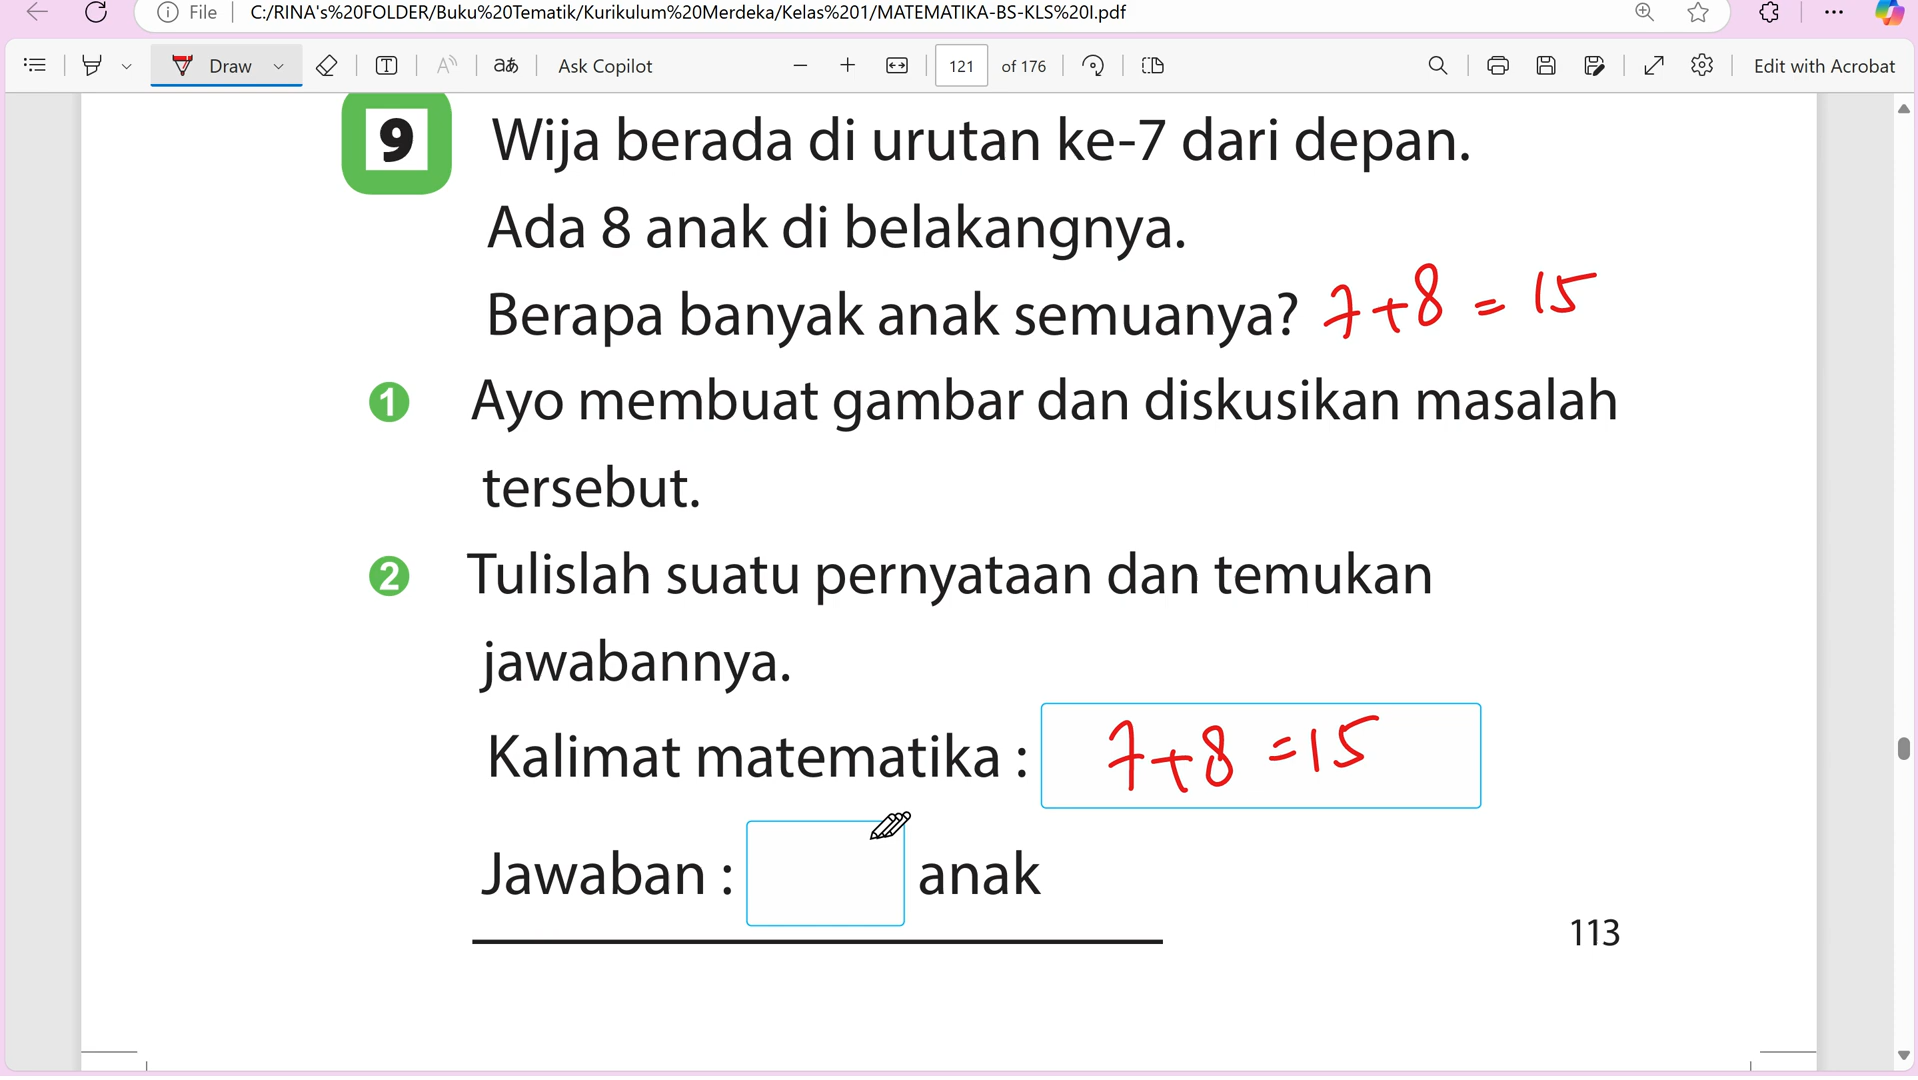 File C:/RINA's%20FOLDER/Buku%20Tematik/Kurikulum%20Merdeka/Kelas%201/MATEMATIKA-BS-KLS%20I.pdf
Draw T A aあ Ask Copilot 121 of 176 Edit with Acrobat
9 Wija berada di urutan ke-7 dari depan.
Ada 8 anak di belakangnya.
Berapa banyak anak semuanya? 7+8 = 15
1 Ayo membuat gambar dan diskusikan masalah
tersebut.
2 Tulislah suatu pernyataan dan temukan
jawabannya.
Kalimat matematika : 7+8 =15
Jawaban : anak
113